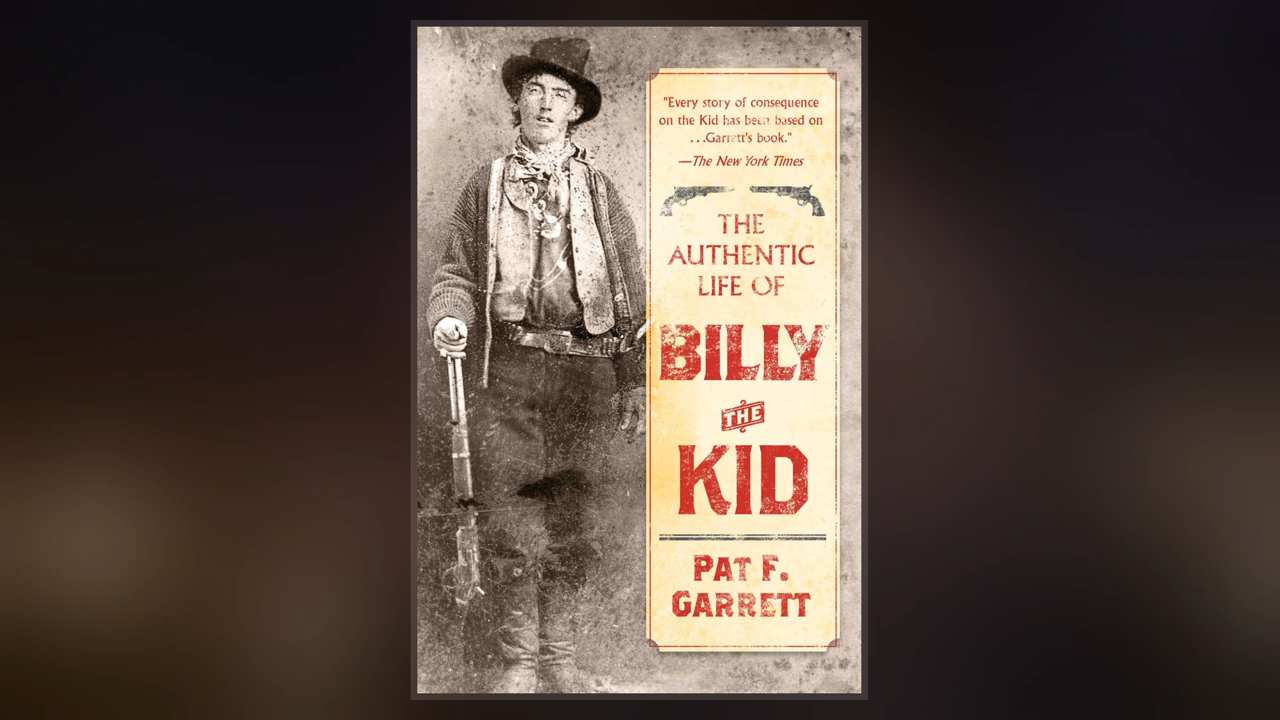 "Every story of consequence
on the Kid has been based on
...Garrett's book."
—The New York Times
THE
AUTHENTIC
LIFE OF
BILLY
THE
KID
PAT F.
GARRETT